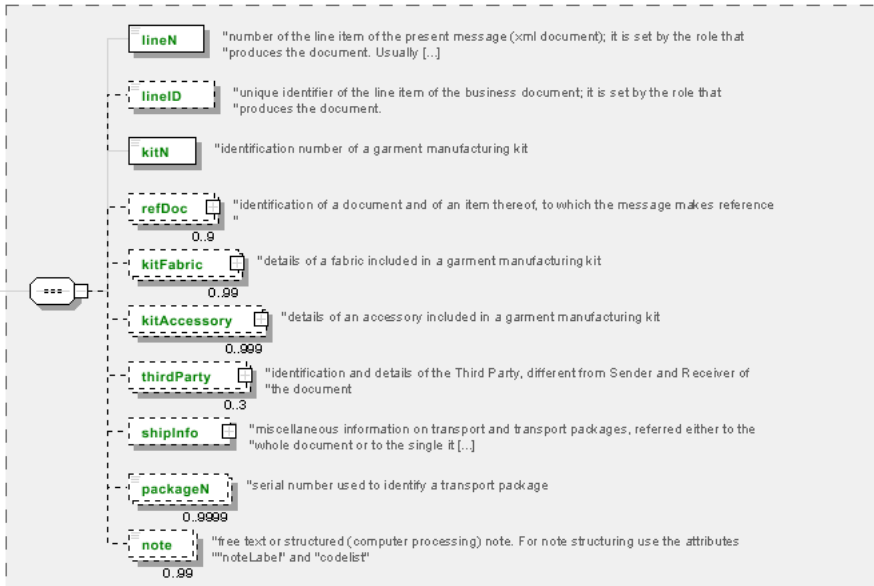 lineN
"number of the line item of the present message (xml document); it is set by the role that
"produces the document. Usually [...]
lineID
"unique identifier of the line item of the business document; it is set by the role that
"produces the document.
kitN
"identification number of a garment manufacturing kit
refDoc
"identification of a document and of an item thereof, to which the message makes reference
"
0..9
kitFabric
"details of a fabric included in a garment manufacturing kit
0..99
kitAccessory
"details of an accessory included in a garment manufacturing kit
0..999
thirdParty
"identification and details of the Third Party, different from Sender and Receiver of
"the document
0..3
shipInfo
"miscellaneous information on transport and transport packages, referred either to the
"whole document or to the single it [...]
packageN
"serial number used to identify a transport package
0..9999
note
"free text or structured (computer processing) note. For note structuring use the attributes
""noteLabel" and "codelist"
0..99